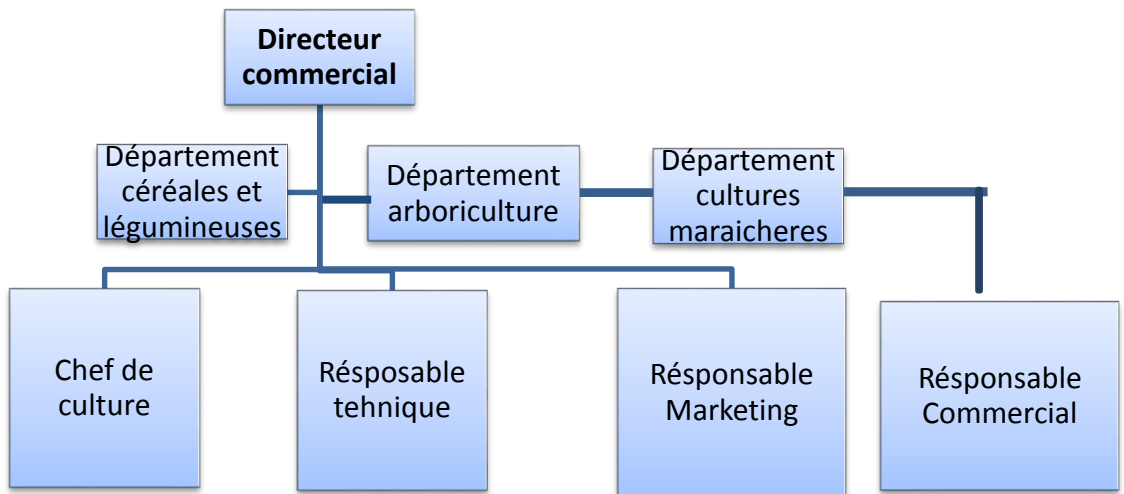 Directeur
commercial
Département
céréales et
légumineuses
Département
arboriculture
Département
cultures
maraicheres
Chef de
culture
Résposable
tehnique
Résponsable
Marketing
Résponsable
Commercial